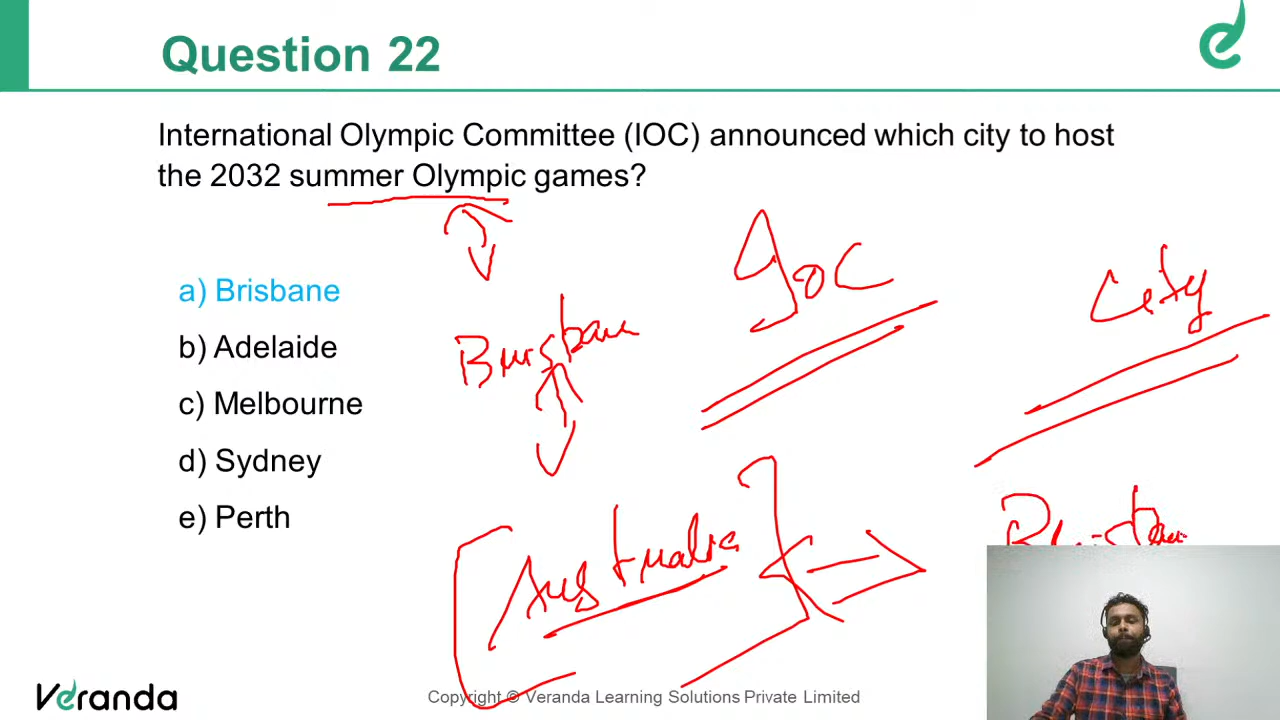 Question 22
International Olympic Committee (IOC) announced which city to host
the 2032 summer Olympic games?
a) Brisbane
b) Adelaide
c) Melbourne
d) Sydney
e) Perth
Brisbane
IOC
City
Australia
Brisbane
Veranda
Copyright © Veranda Learning Solutions Private Limited